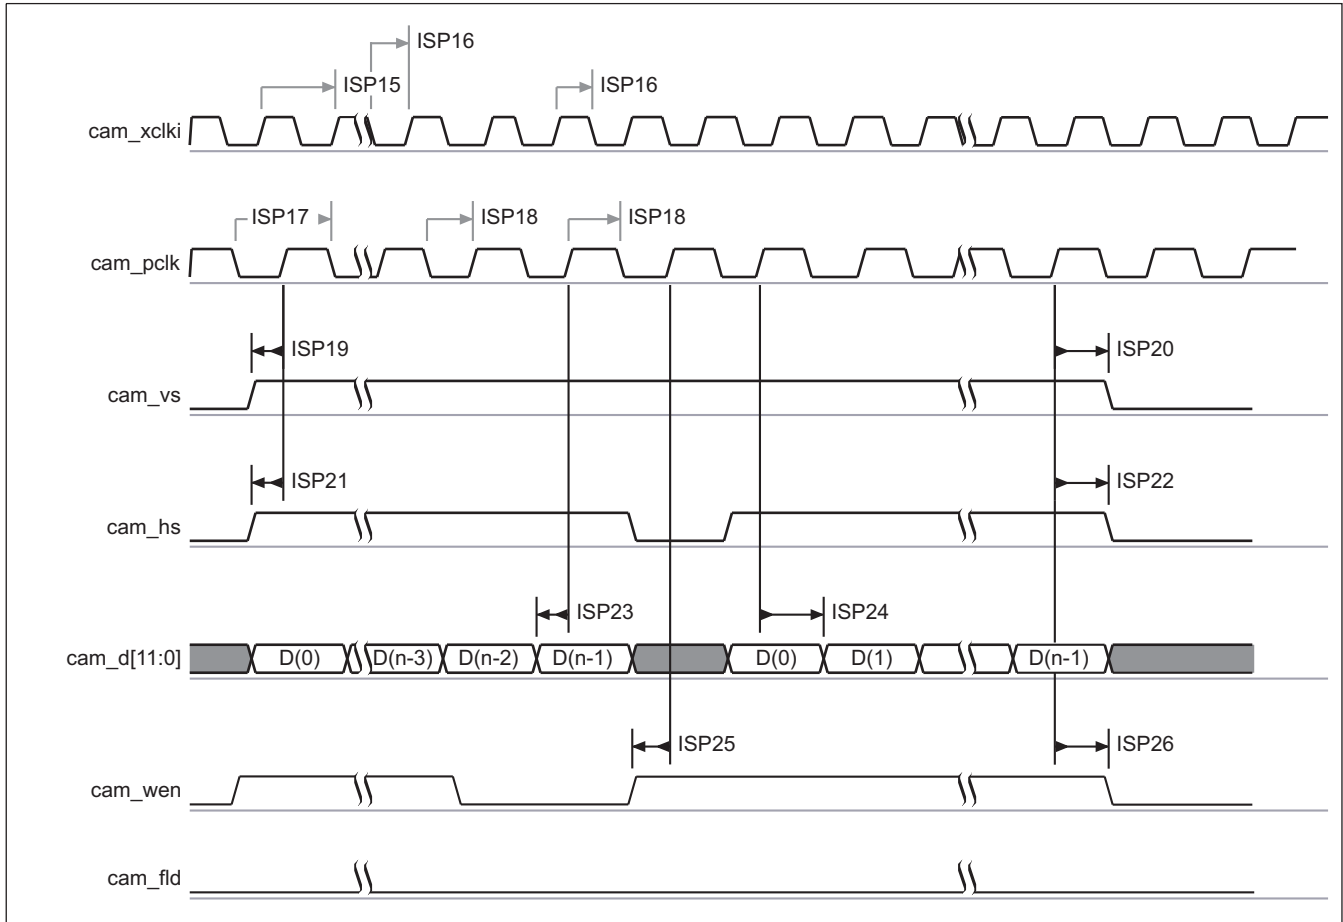 ISP16
ISP15
ISP16
cam_xclki
ISP17
ISP18
ISP18
cam_pclk
ISP19
ISP20
cam_vs
ISP21
ISP22
cam_hs
ISP23
ISP24
cam_d[11:0]
D(0)
D(n-3)
D(n-2)
D(n-1)
D(0)
D(1)
D(n-1)
ISP25
ISP26
cam_wen
cam_fld